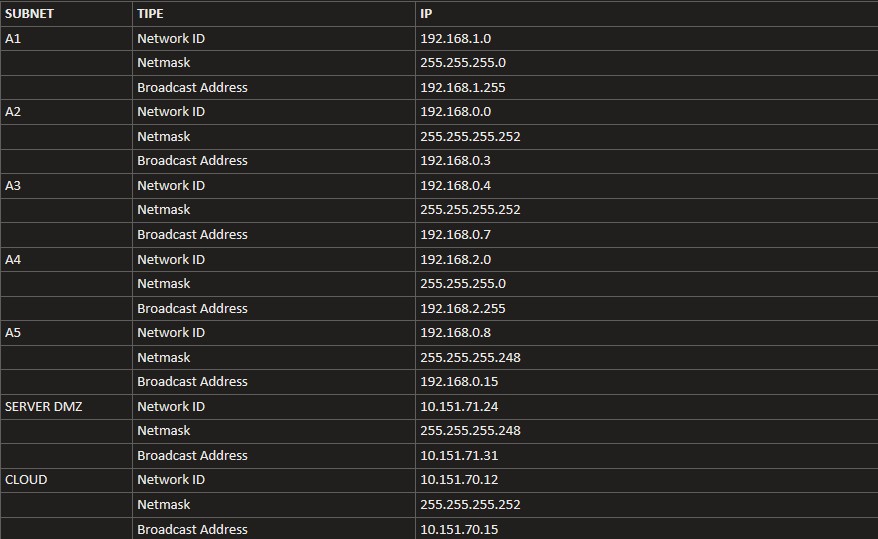 SUBNET TIPE IP
A1 Network ID 192.168.1.0
Netmask 255.255.255.0
Broadcast Address 192.168.1.255
A2 Network ID 192.168.0.0
Netmask 255.255.255.252
Broadcast Address 192.168.0.3
A3 Network ID 192.168.0.4
Netmask 255.255.255.252
Broadcast Address 192.168.0.7
A4 Network ID 192.168.2.0
Netmask 255.255.255.0
Broadcast Address 192.168.2.255
A5 Network ID 192.168.0.8
Netmask 255.255.255.248
Broadcast Address 192.168.0.15
SERVER DMZ Network ID 10.151.71.24
Netmask 255.255.255.248
Broadcast Address 10.151.71.31
CLOUD Network ID 10.151.70.12
Netmask 255.255.255.252
Broadcast Address 10.151.70.15